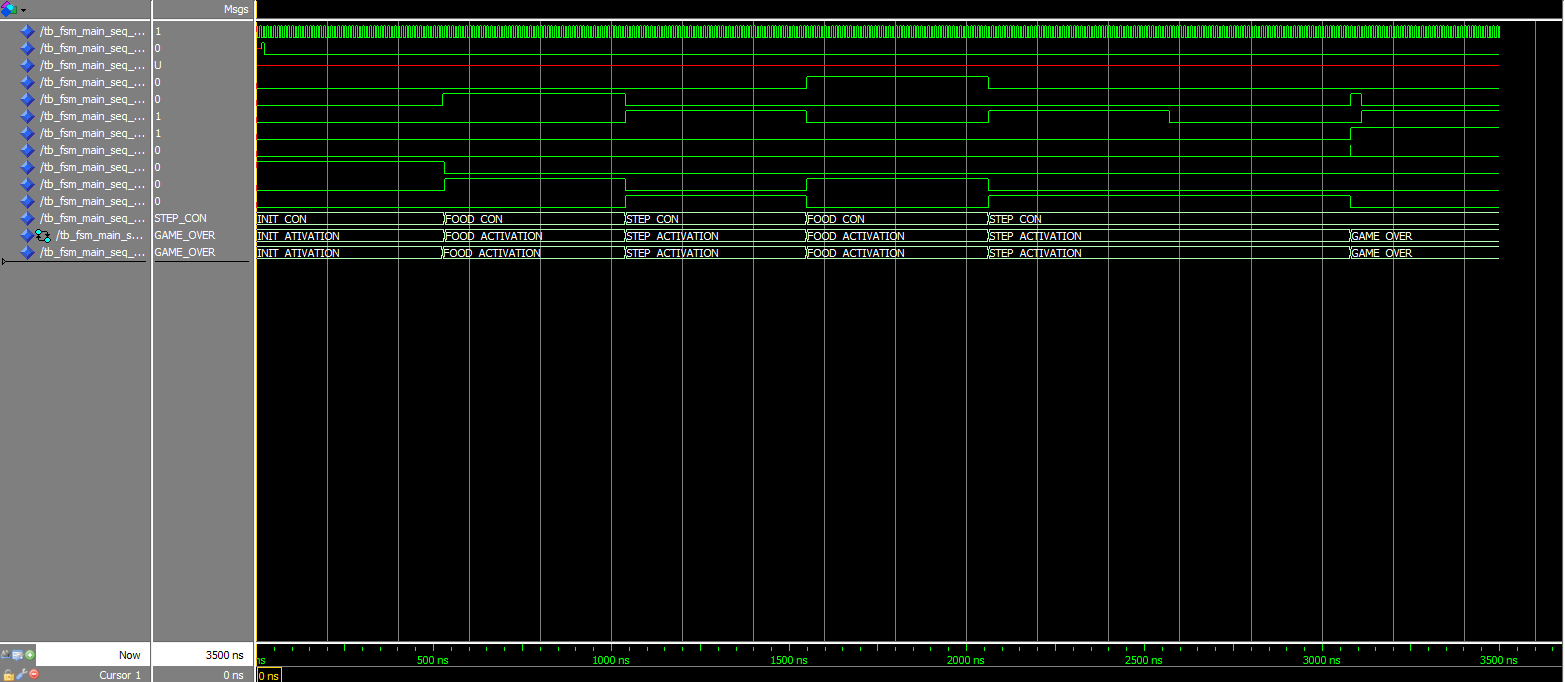 Msgs
/tb_fsm_main_seq_... 1
/tb_fsm_main_seq_... 0
/tb_fsm_main_seq_... U
/tb_fsm_main_seq_... 0
/tb_fsm_main_seq_... 0
/tb_fsm_main_seq_... 1
/tb_fsm_main_seq_... 1
/tb_fsm_main_seq_... 0
/tb_fsm_main_seq_... 0
/tb_fsm_main_seq_... 0
/tb_fsm_main_seq_... 0
/tb_fsm_main_seq_... STEP_CON INIT_CON FOOD_CON STEP_CON FOOD_CON STEP_CON
/tb_fsm_main_s... GAME_OVER INIT_ATIVATION FOOD_ACTIVATION STEP_ACTIVATION FOOD_ACTIVATION STEP_ACTIVATION GAME_OVER
/tb_fsm_main_seq_... GAME_OVER INIT_ATIVATION FOOD_ACTIVATION STEP_ACTIVATION FOOD_ACTIVATION STEP_ACTIVATION GAME_OVER
Now 3500 ns ns 500 ns 1000 ns 1500 ns 2000 ns 2500 ns 3000 ns 3500 ns
Cursor 1 0 ns 0 ns